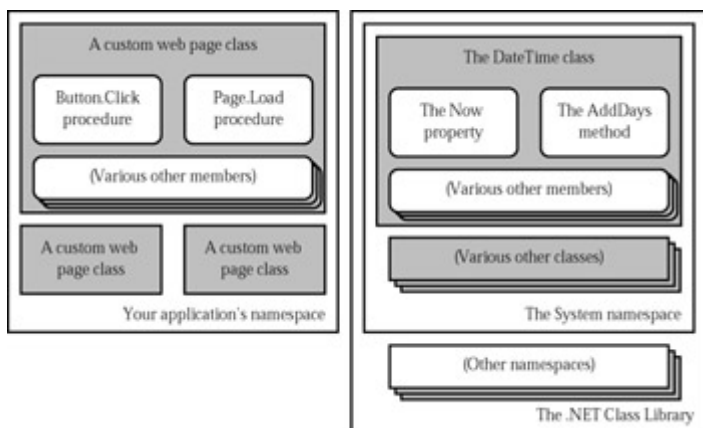 A custom web page class
Button.Click
procedure
Page.Load
procedure
(Various other members)
A custom web
page class
A custom web
page class
Your application's namespace
The DateTime class
The Now
property
The AddDays
method
(Various other members)
(Various other classes)
The System namespace
(Other namespaces)
The .NET Class Library